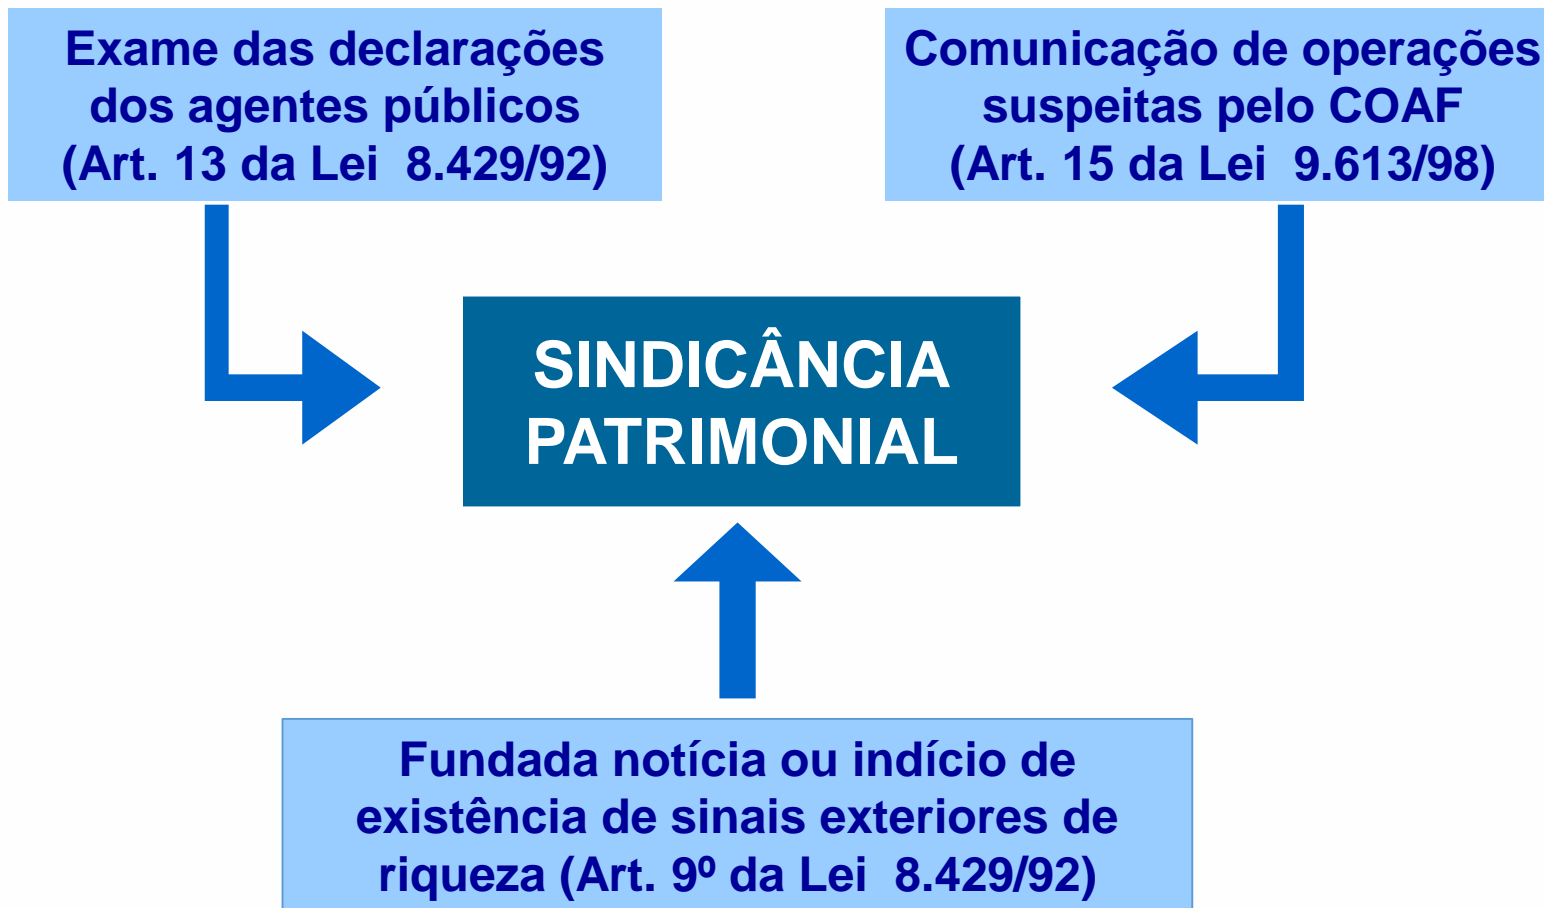 Exame das declarações
dos agentes públicos
(Art. 13 da Lei 8.429/92)
Comunicação de operações
suspeitas pelo COAF
(Art. 15 da Lei 9.613/98)
SINDICÂNCIA
PATRIMONIAL
Fundada notícia ou indício de
existência de sinais exteriores de
riqueza (Art. 9º da Lei 8.429/92)